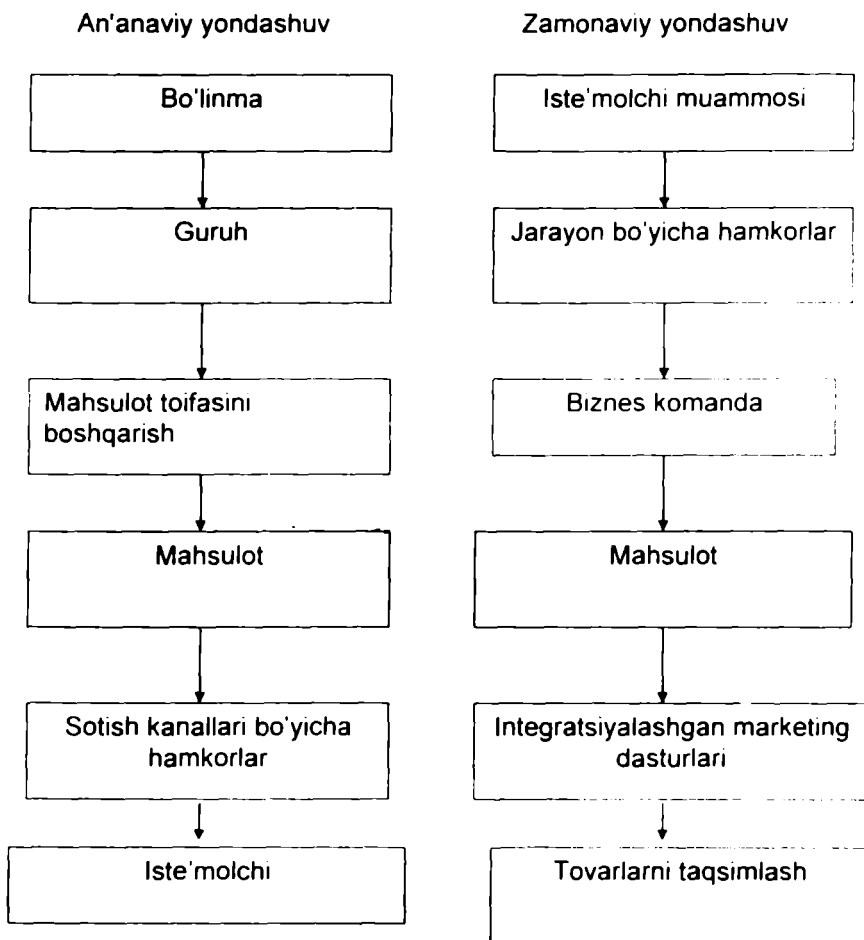 An'anaviy yondashuv
Bo'linma
Guruh
Mahsulot toifasini
boshqarish
Mahsulot
Sotish kanallari bo'yicha
hamkorlar
Iste'molchi
Zamonaviy yondashuv
Iste'molchi muammosi
Jarayon bo'yicha hamkorlar
Biznes komanda
Mahsulot
Integratsiyalashgan marketing
dasturlari
Tovarlarni taqsimlash